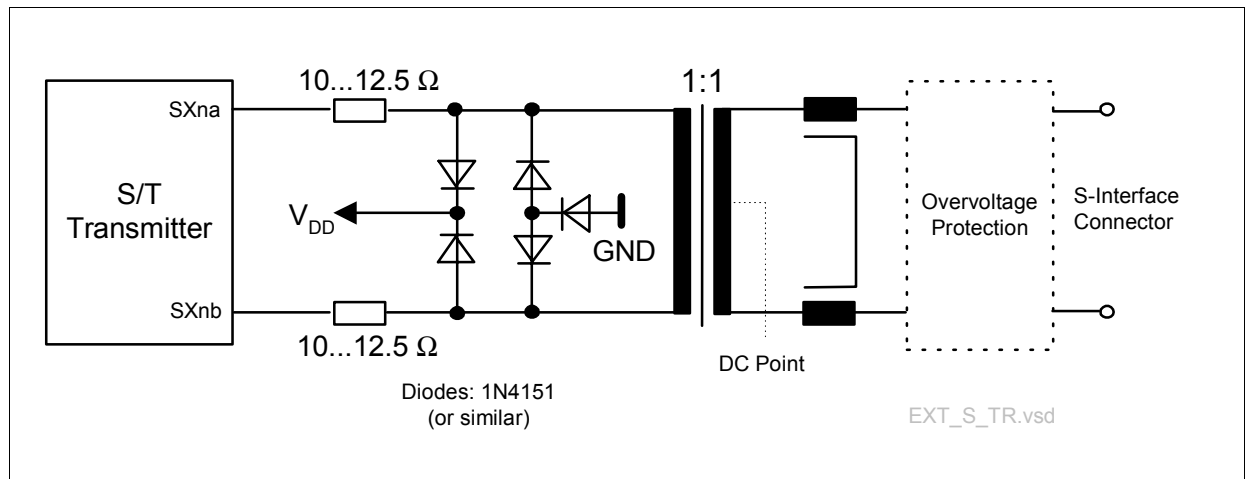 10...12.5 Ω
1:1
SXna
S/T
Transmitter
VDD
GND
Overvoltage
Protection
S-Interface
Connector
SXnb
10...12.5 Ω
DC Point
Diodes: 1N4151
(or similar)
EXT_S_TR.vsd